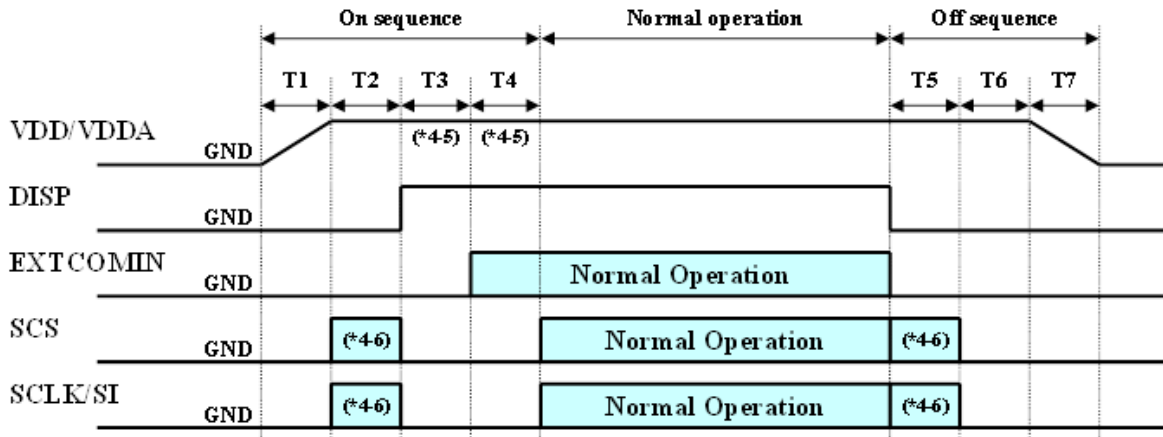 On sequence Normal operation Off sequence
T1 T2 T3 T4 T5 T6 T7
VDD/VDDA GND (*4-5) (*4-5)
DISP GND
EXTCOMIN GND Normal Operation
SCS GND (*4-6) Normal Operation (*4-6)
SCLK/SI GND (*4-6) Normal Operation (*4-6)